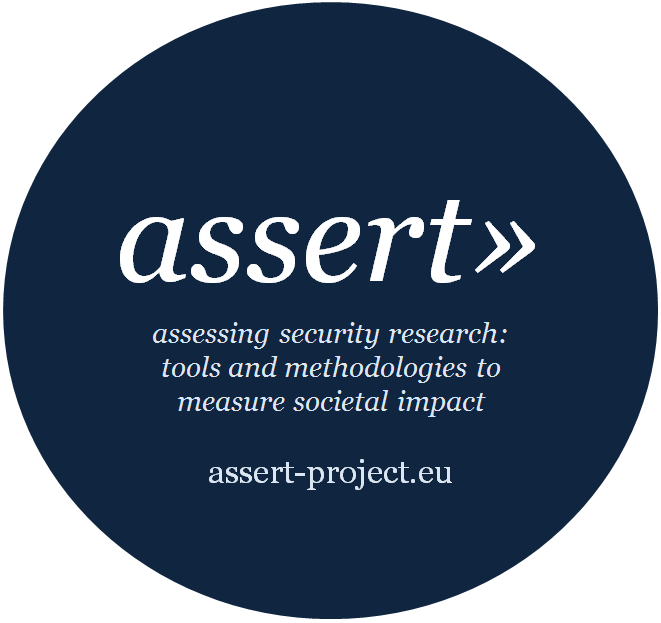 assert»
assessing security research:
tools and methodologies to
measure societal impact
assert-project.eu